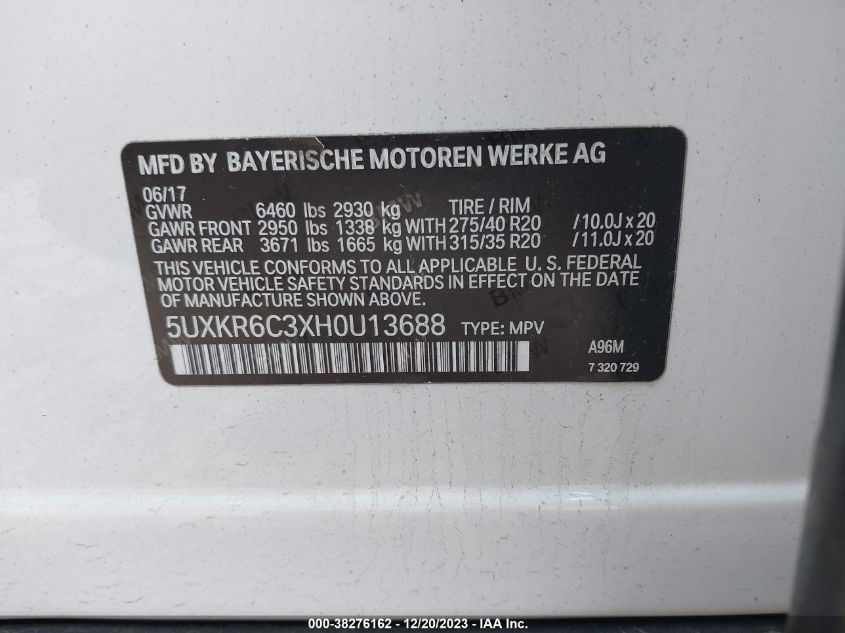 MFD BY BAYERISCHE MOTOREN WERKE AG
06/17
GVWR 6460 lbs 2930 kg TIRE / RIM
GAWR FRONT 2950 lbs 1338 kg WITH 275/40 R20 /10.0J x 20
GAWR REAR 3671 lbs 1665 kg WITH 315/35 R20 /11.0J x 20
THIS VEHICLE CONFORMS TO ALL APPLICABLE U. S. FEDERAL
MOTOR VEHICLE SAFETY STANDARDS IN EFFECT ON THE DATE
OF MANUFACTURE SHOWN ABOVE.
5UXKR6C3XH0U13688 TYPE: MPV
A96M
7 320 729
000-38276162 - 12/20/2023 - IAA, Inc.